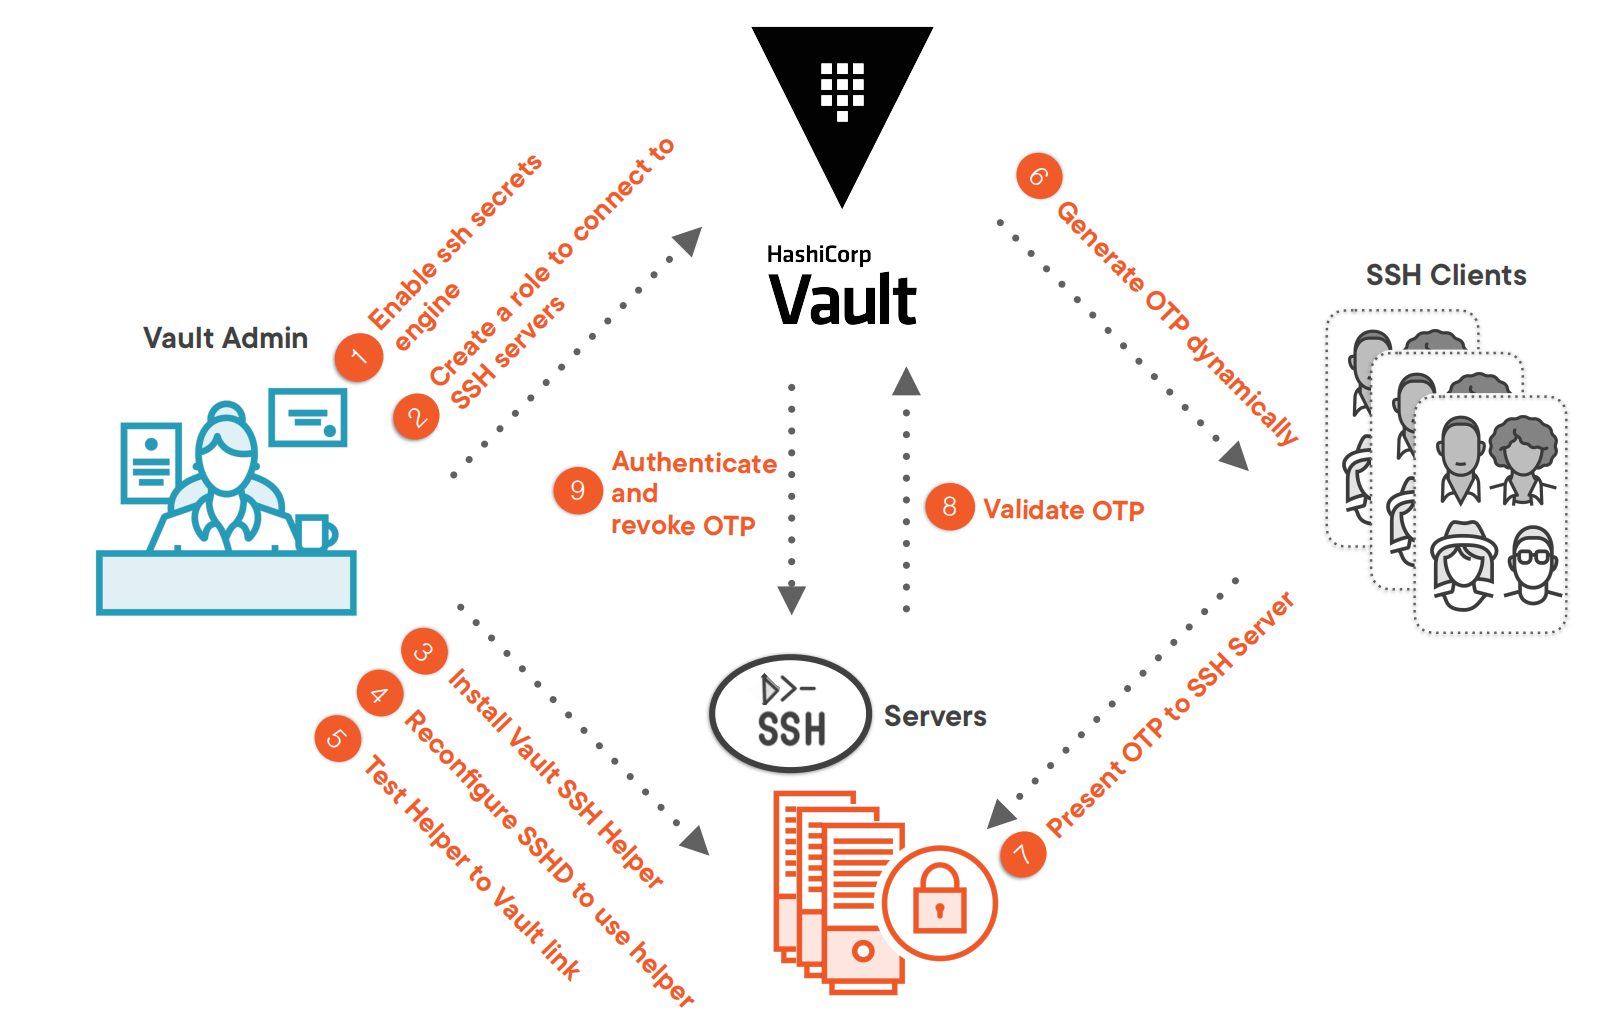 HashiCorp
Vault
Vault Admin
1
Enable ssh secrets
engine
2
Create a role to connect to
SSH servers
3
Install Vault SSH Helper
4
Reconfigure SSHD to use helper
5
Test Helper to Vault link
6
Generate OTP dynamically
SSH Clients
7
Present OTP to SSH Server
8
Validate OTP
9
Authenticate
and
revoke OTP
SSH
Servers